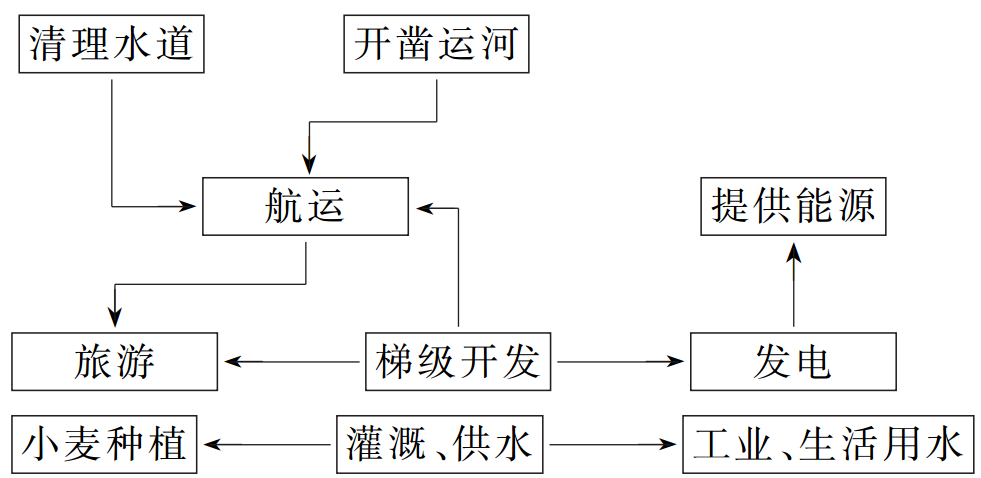 清理水道
开凿运河
航运
提供能源
旅游
梯级开发
发电
小麦种植
灌溉、供水
工业、生活用水